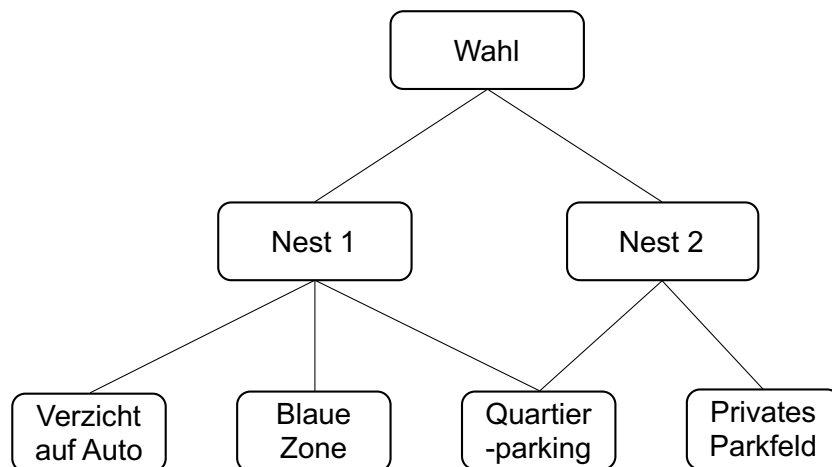 Wahl
Nest 1
Nest 2
Verzicht
auf Auto
Blaue
Zone
Quartier
-parking
Privates
Parkfeld